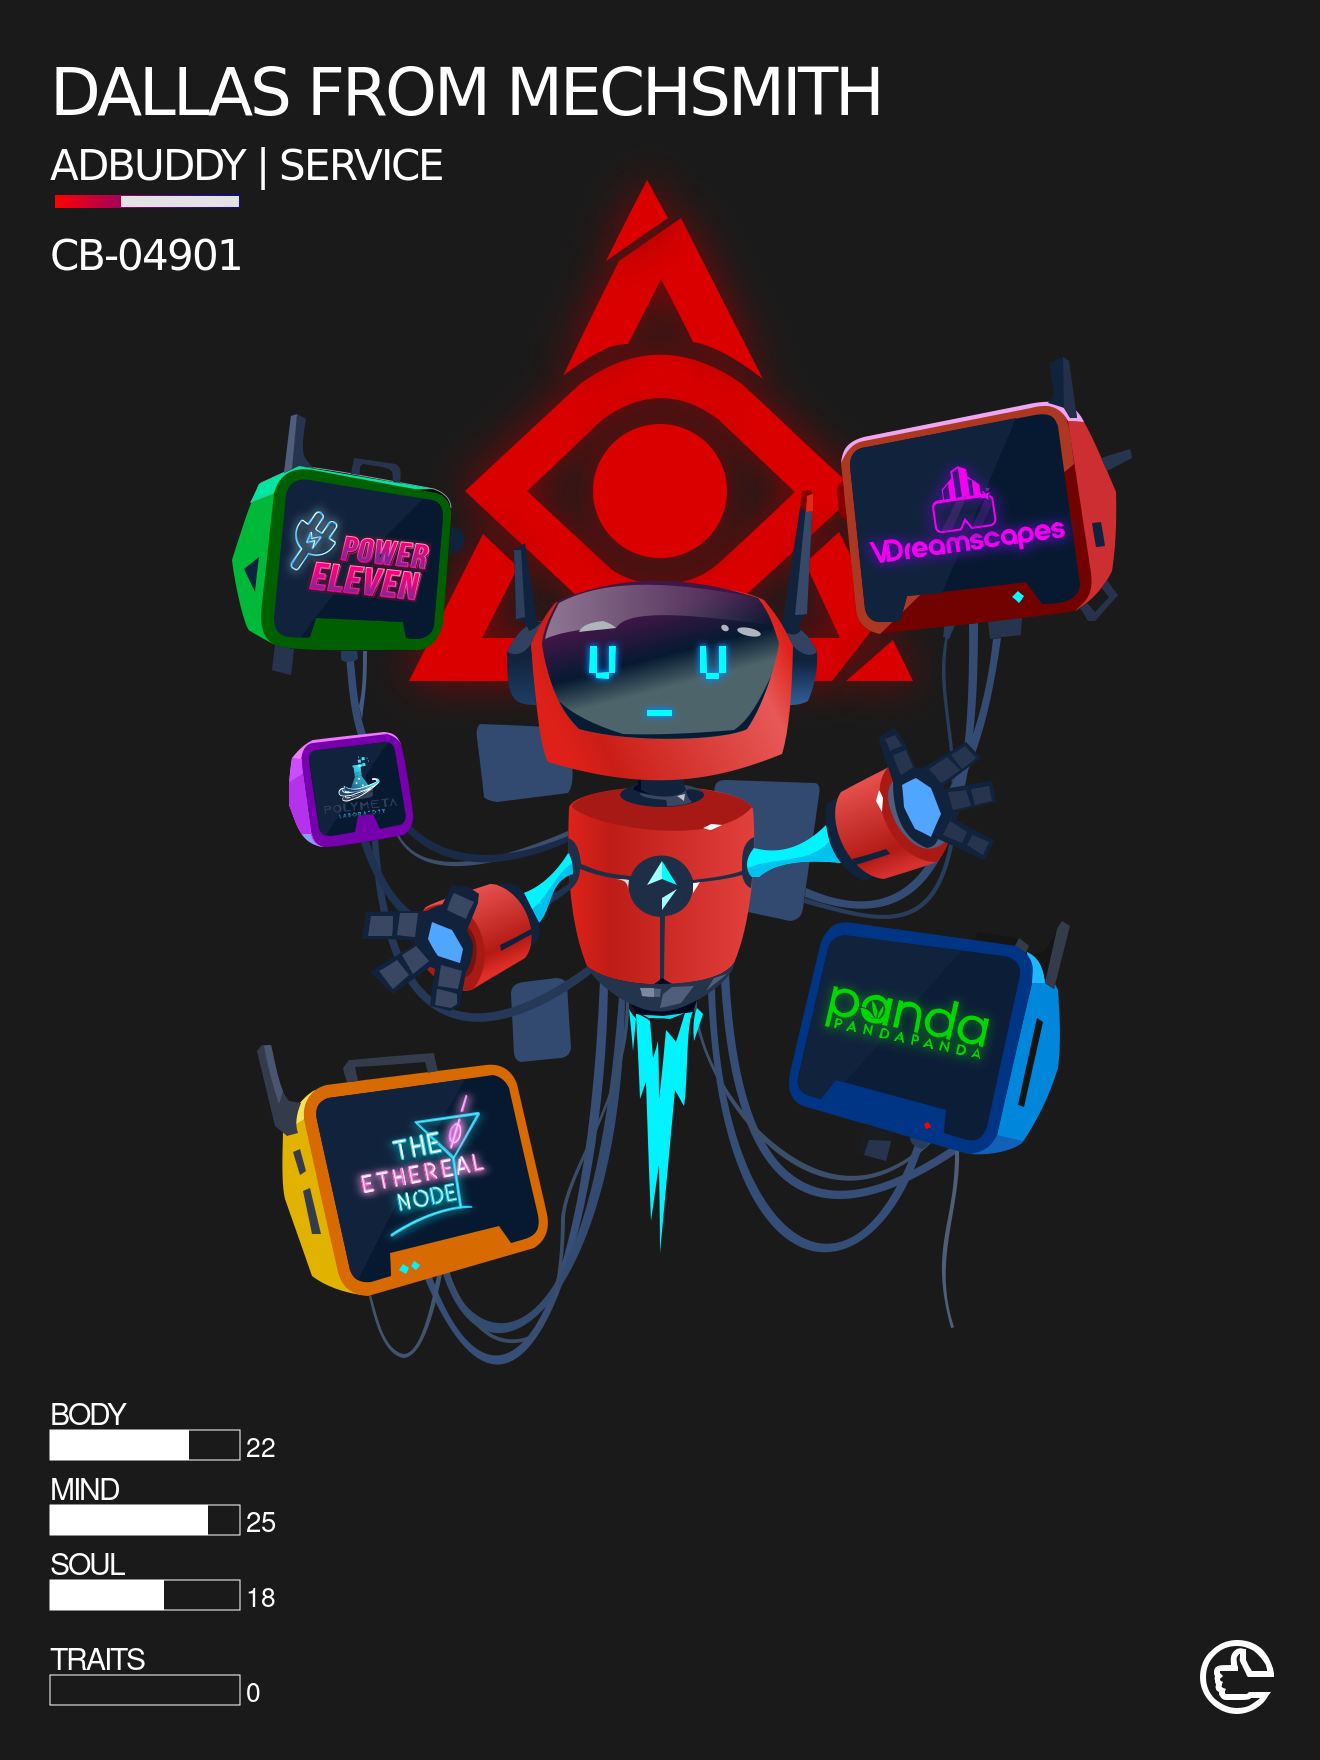 DALLAS FROM MECHSMITH
ADBUDDY | SERVICE
CB-04901
POWER
ELEVEN
VDreamscapes
POLYMETA
LABORATORY
panda
PANDAPANDA
THE
ETHEREAL
NODE
BODY
22
MIND
25
SOUL
18
TRAITS
0